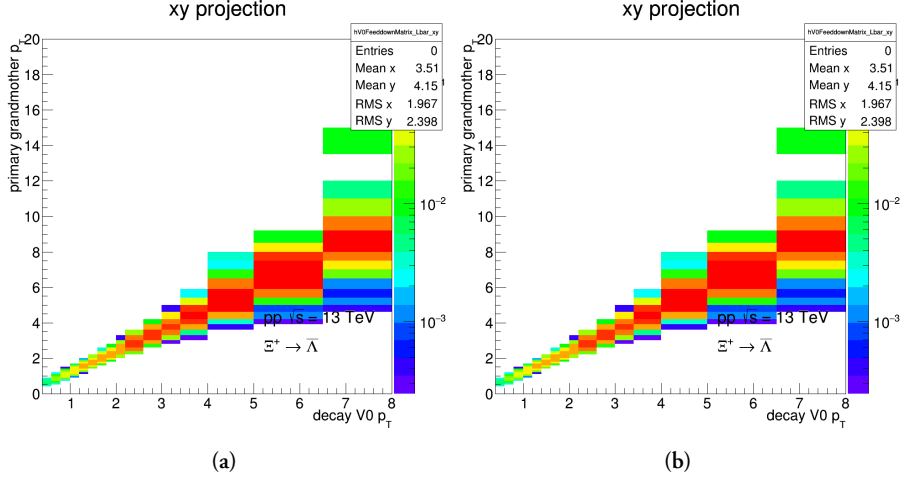 xy projection
hV0FeeddownMatrix_Lbar_xy
Entries 0
Mean x 3.51
Mean y 4.15
RMS x 1.967
RMS y 2.398
primary grandmother p_T
20
18
16
14
12
10
8
6
4
2
0
10^-2
10^-3
pp √s = 13 TeV
Ξ⁺ → Λ̅
1 2 3 4 5 6 7 8
decay V0 p_T
(a)
xy projection
hV0FeeddownMatrix_Lbar_xy
Entries 0
Mean x 3.51
Mean y 4.15
RMS x 1.967
RMS y 2.398
primary grandmother p_T
20
18
16
14
12
10
8
6
4
2
0
10^-2
10^-3
pp √s = 13 TeV
Ξ⁺ → Λ̅
1 2 3 4 5 6 7 8
decay V0 p_T
(b)